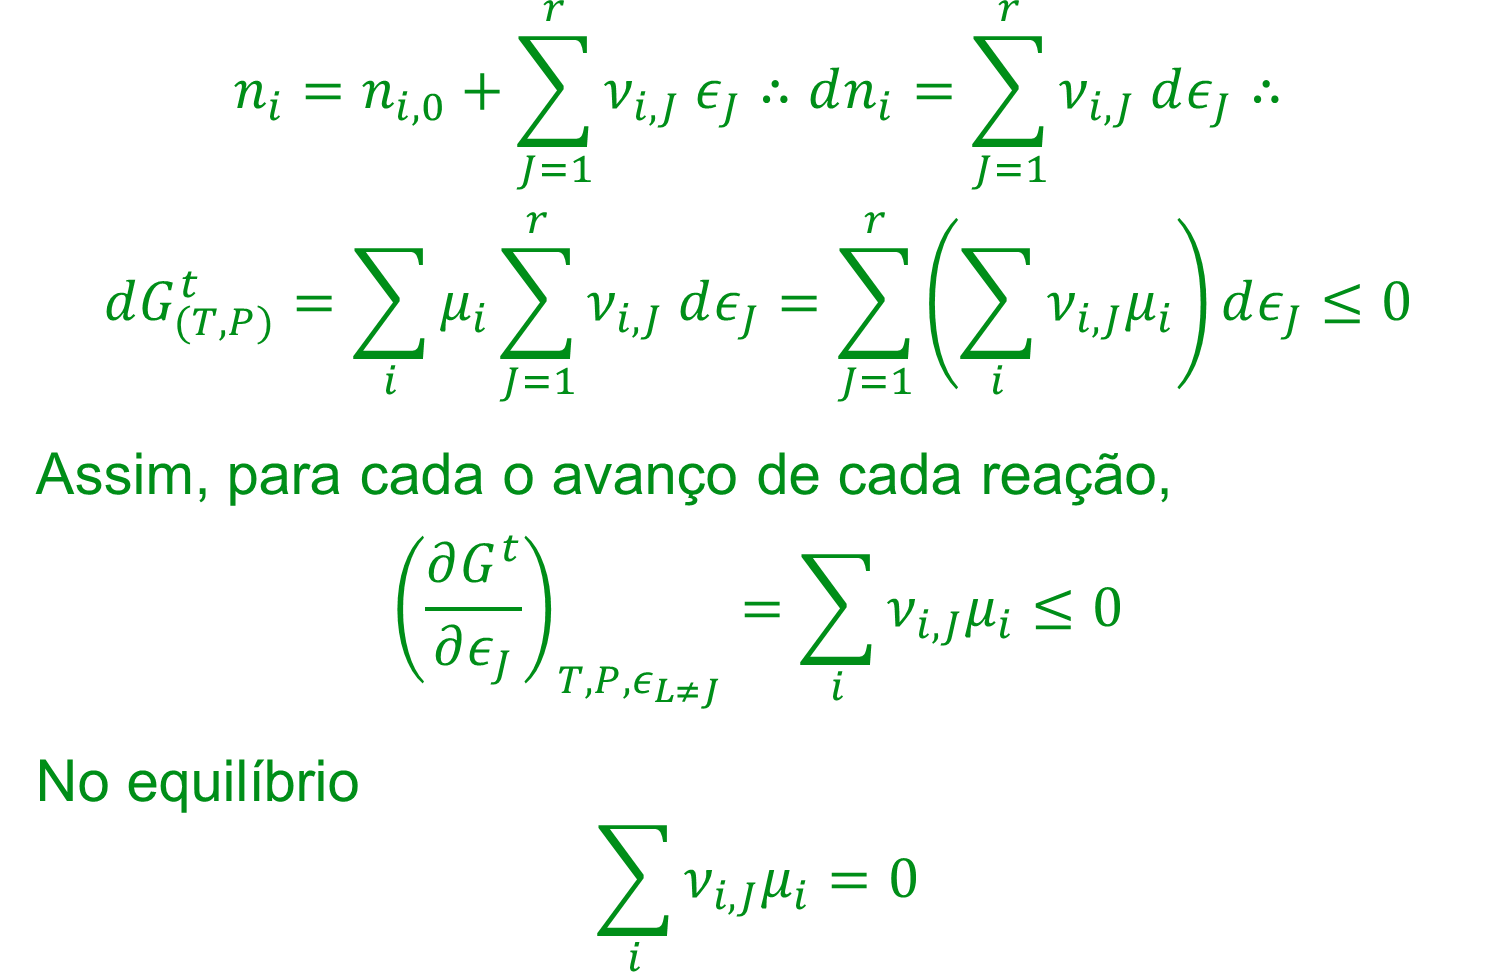 $n_i = n_{i,0} + \sum_{J=1}^{r} \nu_{i,J}\, \epsilon_J \therefore dn_i = \sum_{J=1}^{r} \nu_{i,J}\, d\epsilon_J \therefore$
$dG^t_{(T,P)} = \sum_i \mu_i \sum_{J=1}^{r} \nu_{i,J}\, d\epsilon_J = \sum_{J=1}^{r} \left( \sum_i \nu_{i,J} \mu_i \right) d\epsilon_J \leq 0$
Assim, para cada o avanço de cada reação,
$\left( \frac{\partial G^t}{\partial \epsilon_J} \right)_{T,P,\epsilon_{L \neq J}} = \sum_i \nu_{i,J} \mu_i \leq 0$
No equilíbrio
$\sum_i \nu_{i,J} \mu_i = 0$